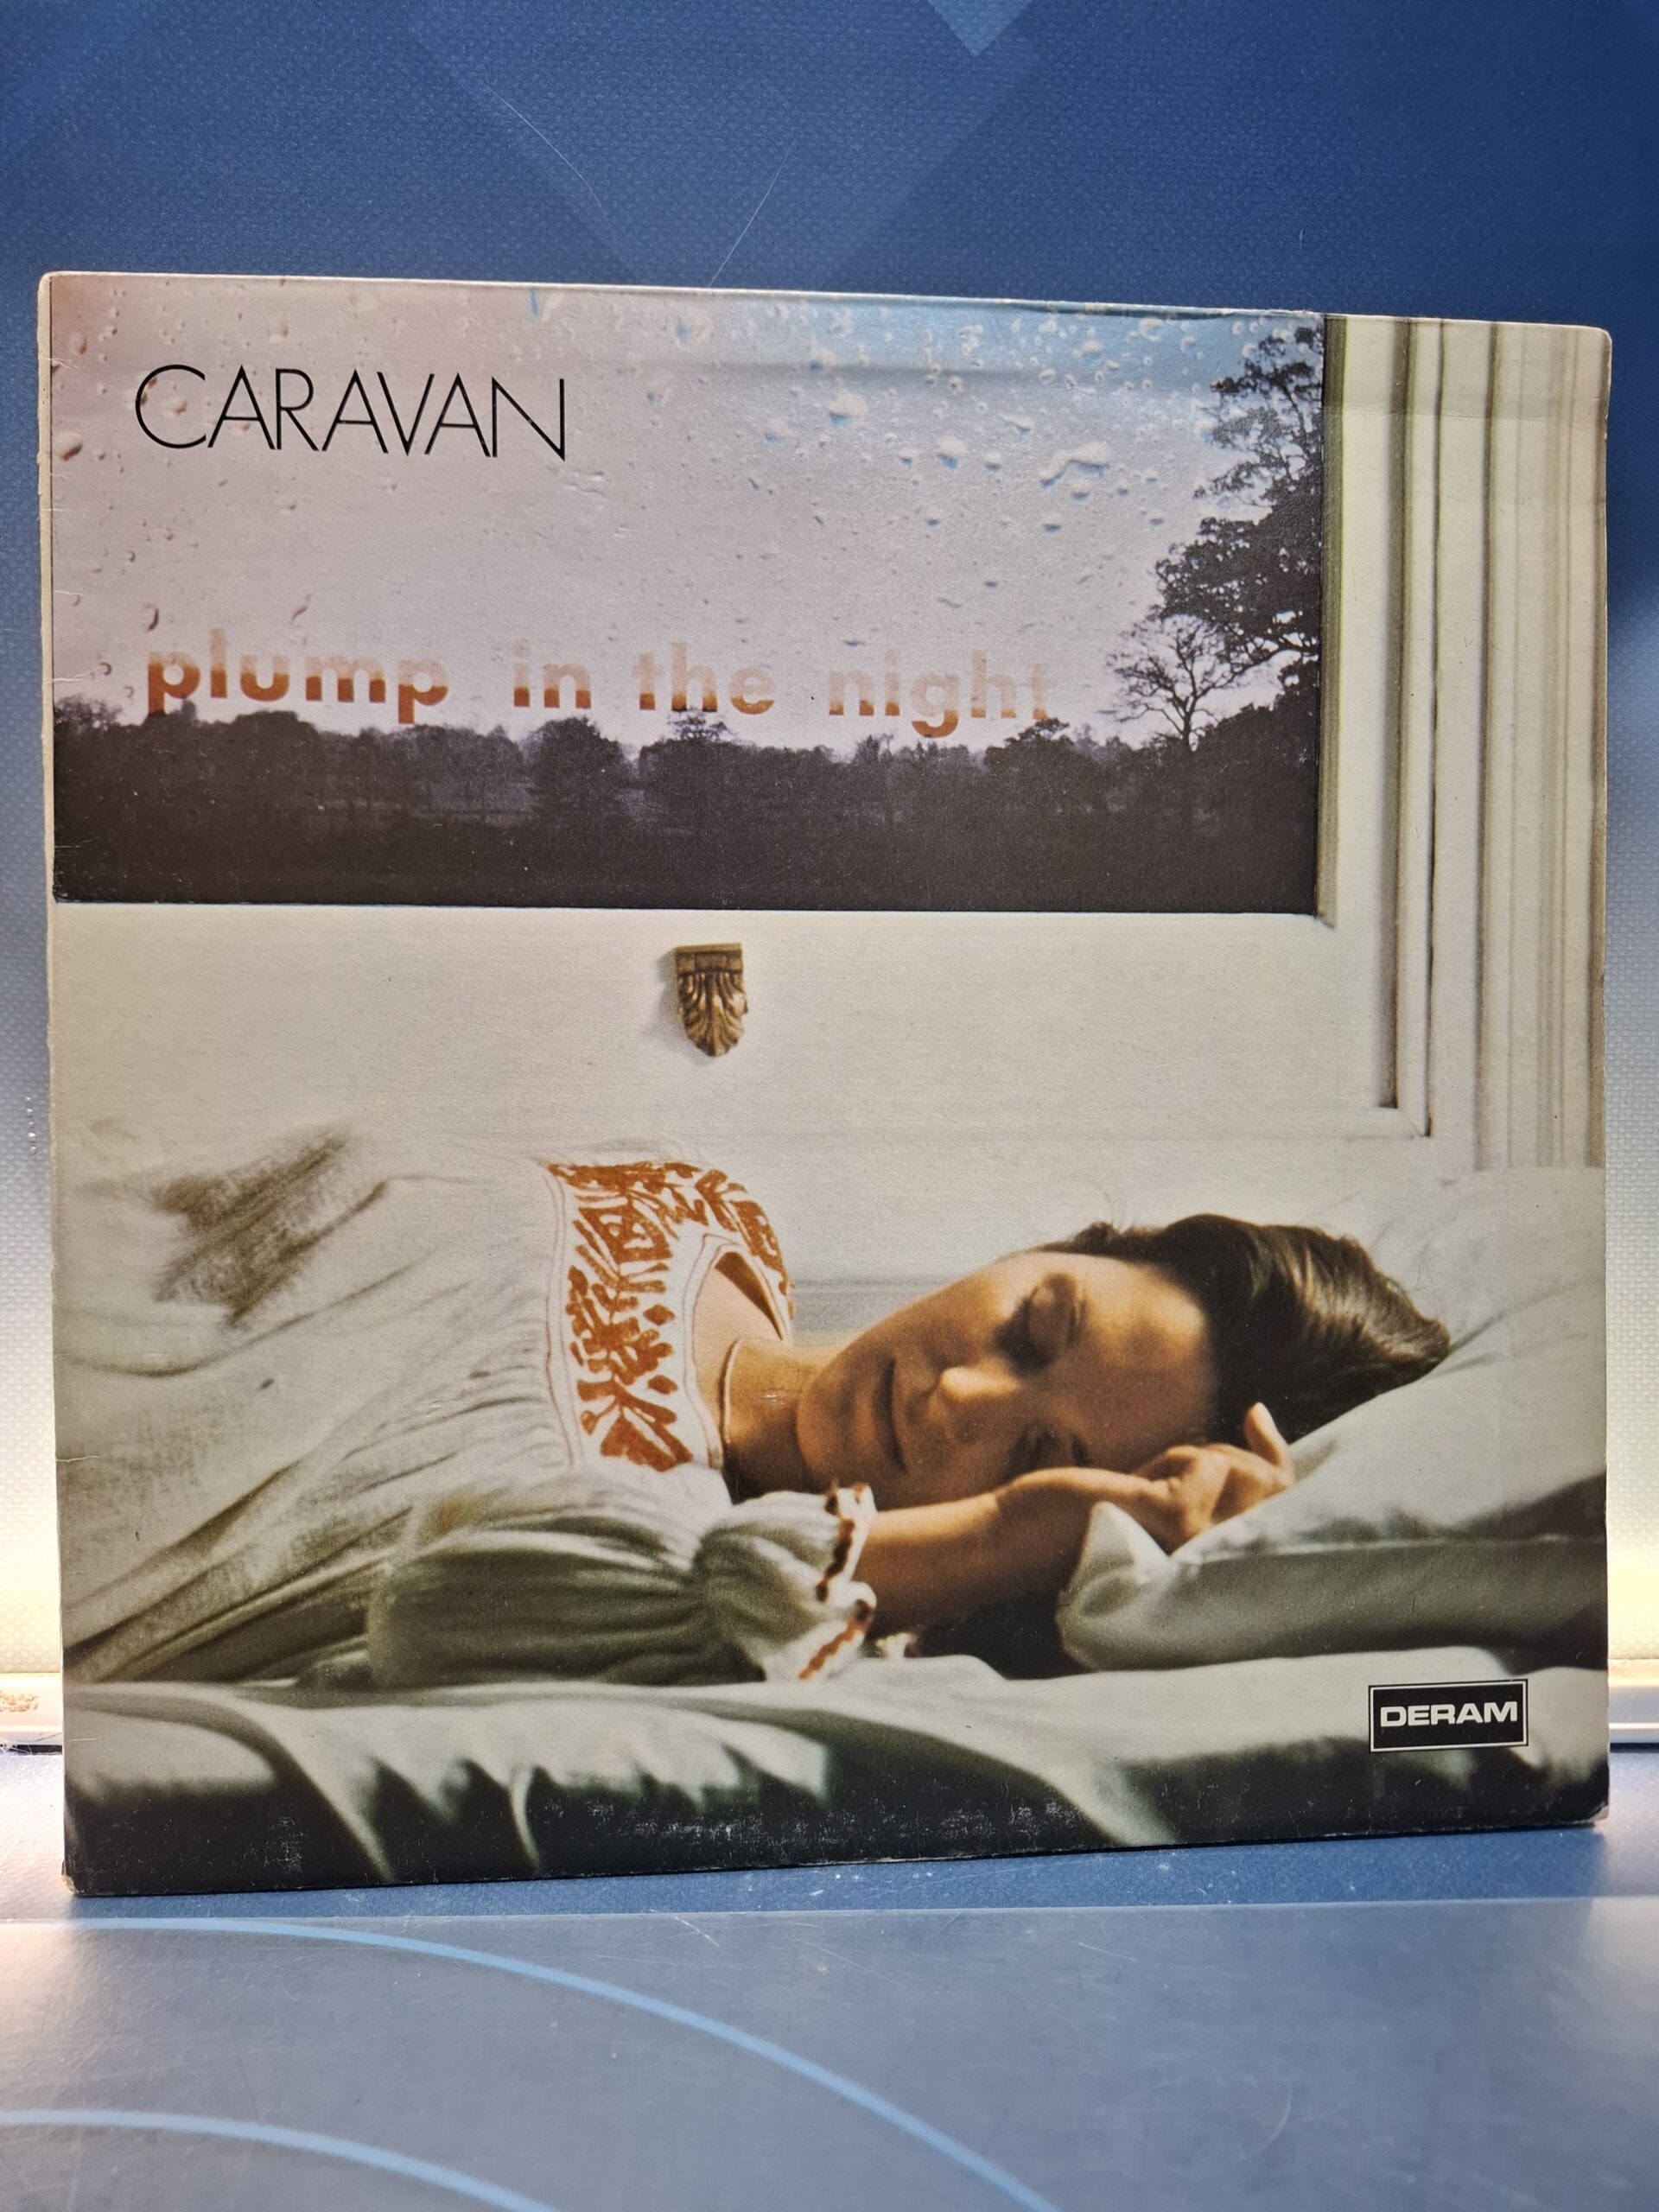 CARAVAN
plump in the night
DERAM